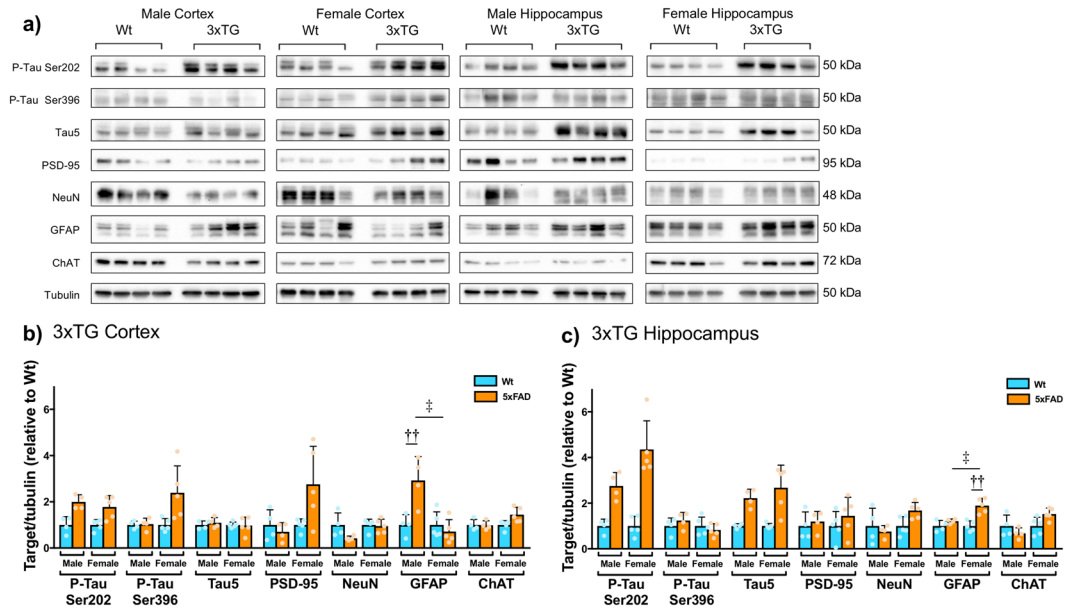 a)
Male Cortex Female Cortex Male Hippocampus Female Hippocampus
Wt 3xTG Wt 3xTG Wt 3xTG Wt 3xTG
P-Tau Ser202 50 kDa
P-Tau Ser396 50 kDa
Tau5 50 kDa
PSD-95 95 kDa
NeuN 48 kDa
GFAP 50 kDa
ChAT 72 kDa
Tubulin 50 kDa
b) 3xTG Cortex
Target/tubulin (relative to Wt)
6
4
2
0
Wt
5xFAD
‡
††
Male Female Male Female Male Female Male Female Male Female Male Female Male Female
P-Tau P-Tau Tau5 PSD-95 NeuN GFAP ChAT
Ser202 Ser396
c) 3xTG Hippocampus
Target/tubulin (relative to Wt)
6
4
2
0
Wt
5xFAD
‡
††
Male Female Male Female Male Female Male Female Male Female Male Female Male Female
P-Tau P-Tau Tau5 PSD-95 NeuN GFAP ChAT
Ser202 Ser396